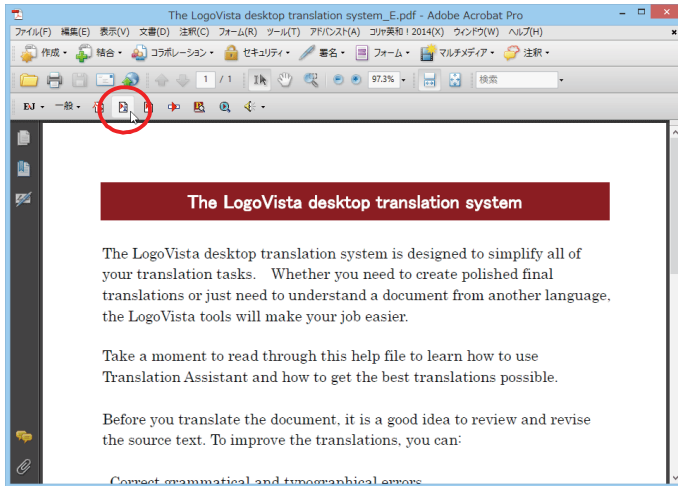 The LogoVista desktop translation system_E.pdf - Adobe Acrobat Pro
ファイル(F) 編集(E) 表示(V) 文書(D) 注釈(C) フォーム(R) ツール(T) アドバンスト(A) コリャ英和！2014(X) ウィンドウ(W) ヘルプ(H)
作成 結合 コラボレーション セキュリティ 署名 フォーム マルチメディア 注釈
1 / 1 97.3% 検索
E/J 一般
The LogoVista desktop translation system
The LogoVista desktop translation system is designed to simplify all of
your translation tasks. Whether you need to create polished final
translations or just need to understand a document from another language,
the LogoVista tools will make your job easier.
Take a moment to read through this help file to learn how to use
Translation Assistant and how to get the best translations possible.
Before you translate the document, it is a good idea to review and revise
the source text. To improve the translations, you can:
Correct grammatical and typographical errors